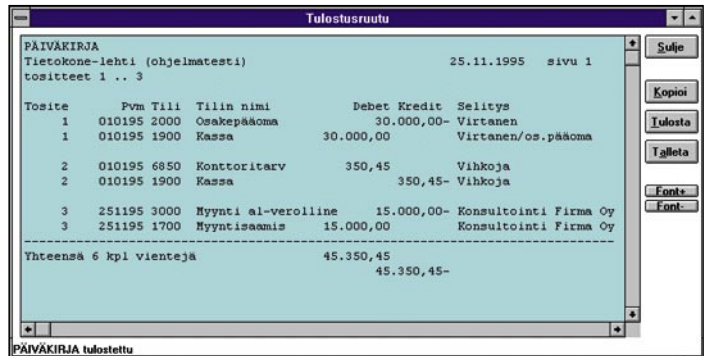 Tulostusruutu
PÄIVÄKIRJA
Tietokone-lehti (ohjelmatesti) 25.11.1995 sivu 1
tositteet 1 .. 3
Tosite Pvm Tili Tilin nimi Debet Kredit Selitys
1 010195 2000 Osakepääoma 30.000,00- Virtanen
1 010195 1900 Kassa 30.000,00 Virtanen/os.pääoma
2 010195 6850 Konttoritarv 350,45 Vihkoja
2 010195 1900 Kassa 350,45- Vihkoja
3 251195 3000 Myynti al-verolline 15.000,00- Konsultointi Firma Oy
3 251195 1700 Myyntisaamis 15.000,00 Konsultointi Firma Oy
Yhteensä 6 kpl vientejä 45.350,45
45.350,45-
Sulje
Kopioi
Tulosta
Talleta
Font+
Font-
PÄIVÄKIRJA tulostettu